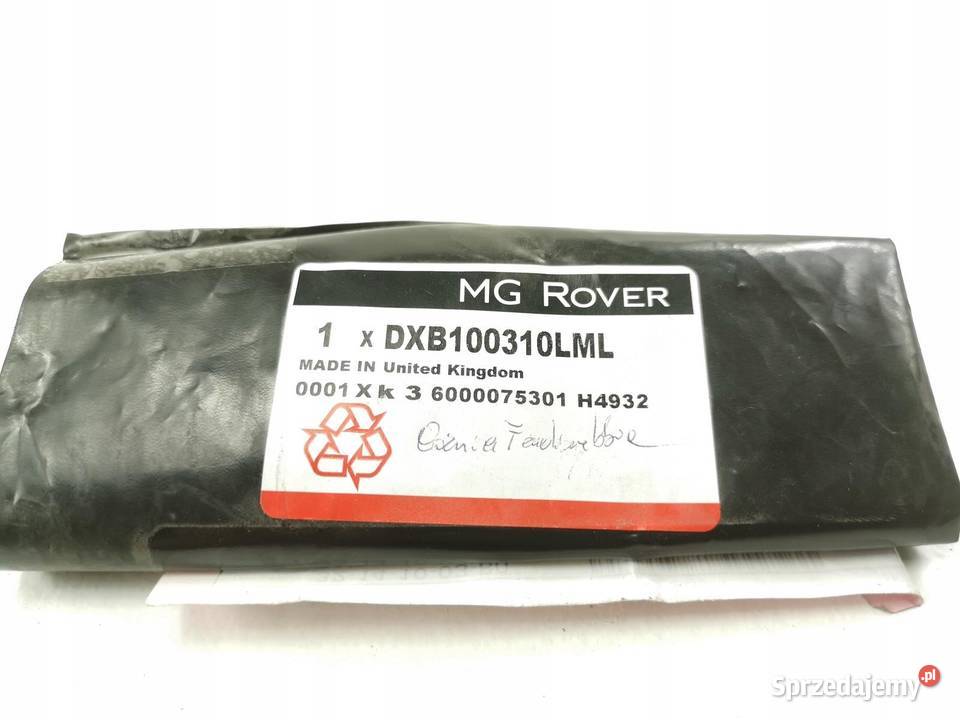 MG ROVER
1 x DXB100310LML
MADE IN United Kingdom
0001 X k 3 6000075301 H4932
Sprzedajemy.pl